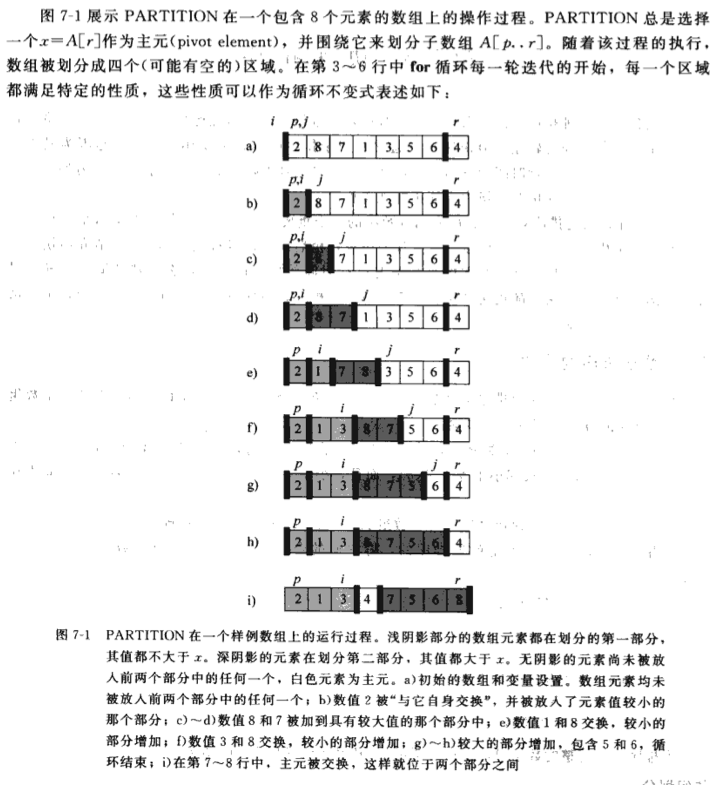 图 7-1 展示 PARTITION 在一个包含 8 个元素的数组上的操作过程。PARTITION 总是选择
一个x=A[r]作为主元(pivot element)，并围绕它来划分子数组 A[p..r]。随着该过程的执行，
数组被划分成四个(可能有空的)区域。在第 3～6 行中 for 循环每一轮迭代的开始，每一个区域
都满足特定的性质，这些性质可以作为循环不变式表述如下：
i p,j r
a) 2 8 7 1 3 5 6 4
p,i j r
b) 2 8 7 1 3 5 6 4
p,i j r
c) 2 8 7 1 3 5 6 4
p,i j r
d) 2 8 7 1 3 5 6 4
p i j r
e) 2 1 7 8 3 5 6 4
p i j r
f) 2 1 3 8 7 5 6 4
p i j r
g) 2 1 3 8 7 5 6 4
p i r
h) 2 1 3 8 7 5 6 4
p i r
i) 2 1 3 4 7 5 6 8
图 7-1 PARTITION 在一个样例数组上的运行过程。浅阴影部分的数组元素都在划分的第一部分，
其值都不大于 x。深阴影的元素在划分第二部分，其值都大于 x。无阴影的元素尚未被放
入前两个部分中的任何一个，白色元素为主元。a)初始的数组和变量设置。数组元素均未
被放入前两个部分中的任何一个；b)数值 2 被“与它自身交换”，并被放入了元素值较小的
那个部分；c)～d)数值 8 和 7 被加到具有较大值的那个部分中；e)数值 1 和 8 交换，较小的
部分增加；f)数值 3 和 8 交换，较小的部分增加；g)～h)较大的部分增加，包含 5 和 6，循
环结束；i)在第 7～8 行中，主元被交换，这样就位于两个部分之间